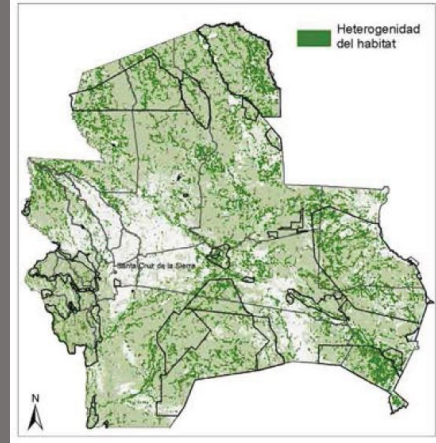 Heterogenidad
del habitat
Santa Cruz de la Sierra
N